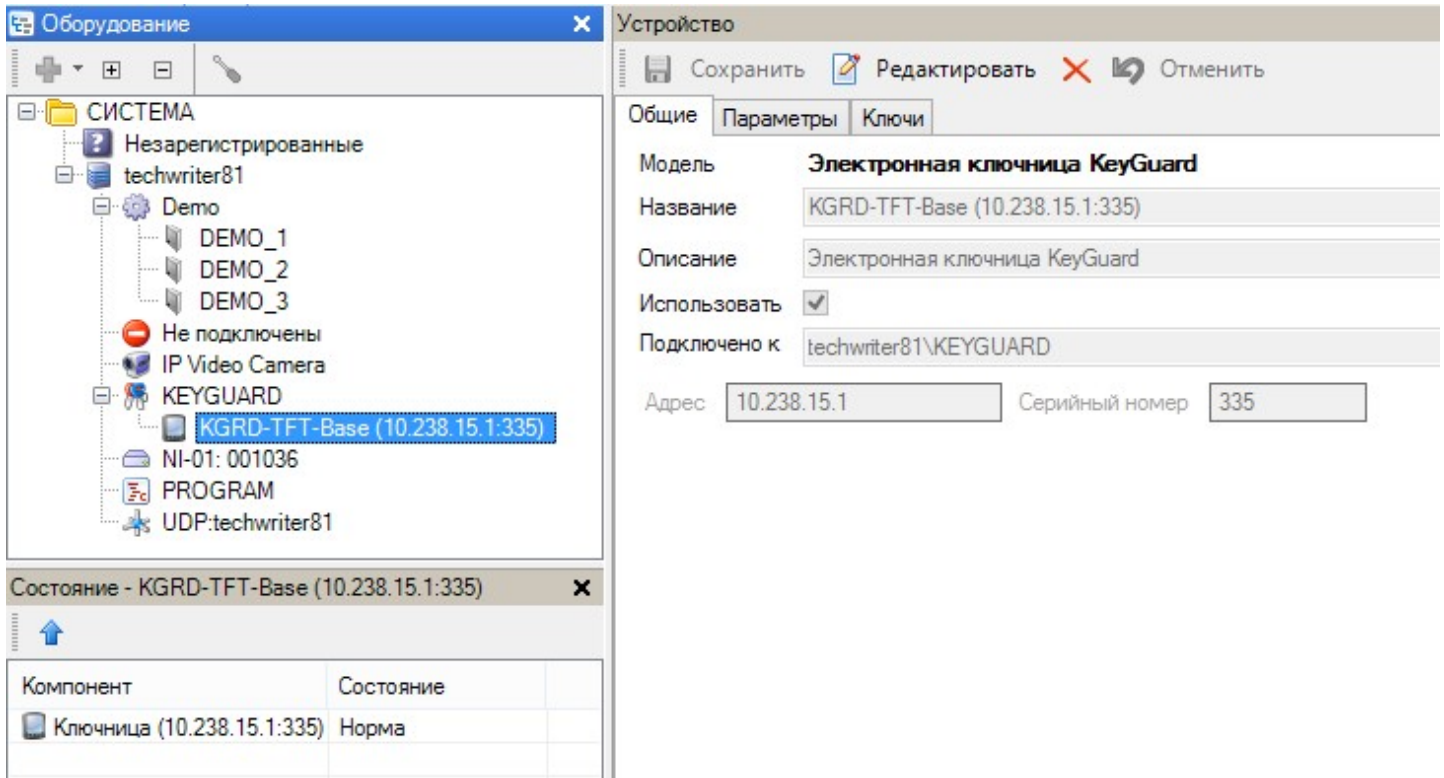 Оборудование
СИСТЕМА
Незарегистрированные
techwriter81
Demo
DEMO_1
DEMO_2
DEMO_3
Не подключены
IP Video Camera
KEYGUARD
KGRD-TFT-Base (10.238.15.1:335)
NI-01: 001036
PROGRAM
UDP:techwriter81
Состояние - KGRD-TFT-Base (10.238.15.1:335)
Компонент Состояние
Ключница (10.238.15.1:335) Норма
Устройство
Сохранить Редактировать Отменить
Общие Параметры Ключи
Модель Электронная ключница KeyGuard
Название KGRD-TFT-Base (10.238.15.1:335)
Описание Электронная ключница KeyGuard
Использовать
Подключено к techwriter81\KEYGUARD
Адрес 10.238.15.1 Серийный номер 335